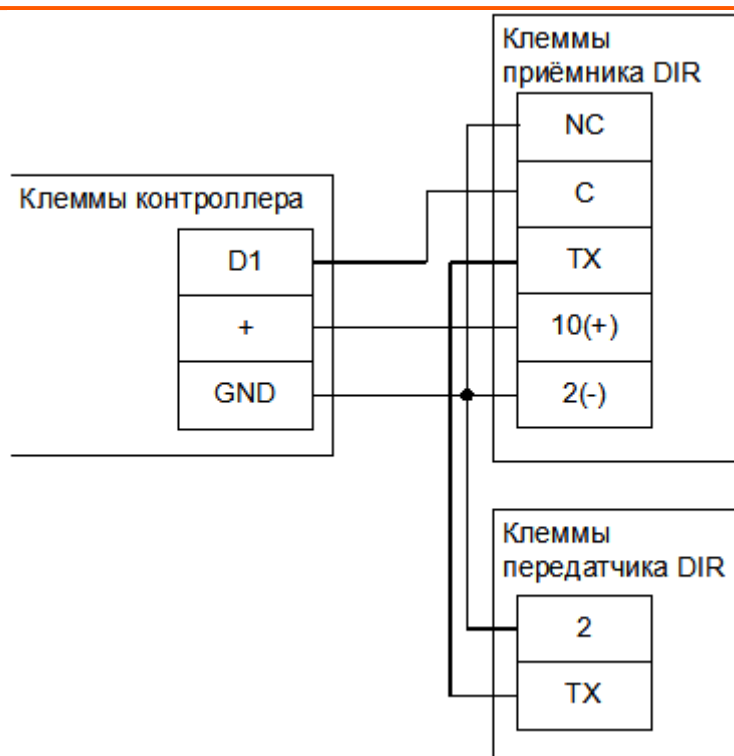 Клеммы
приёмника DIR
NC
C
TX
10(+)
2(-)
Клеммы контроллера
D1
+
GND
Клеммы
передатчика DIR
2
TX